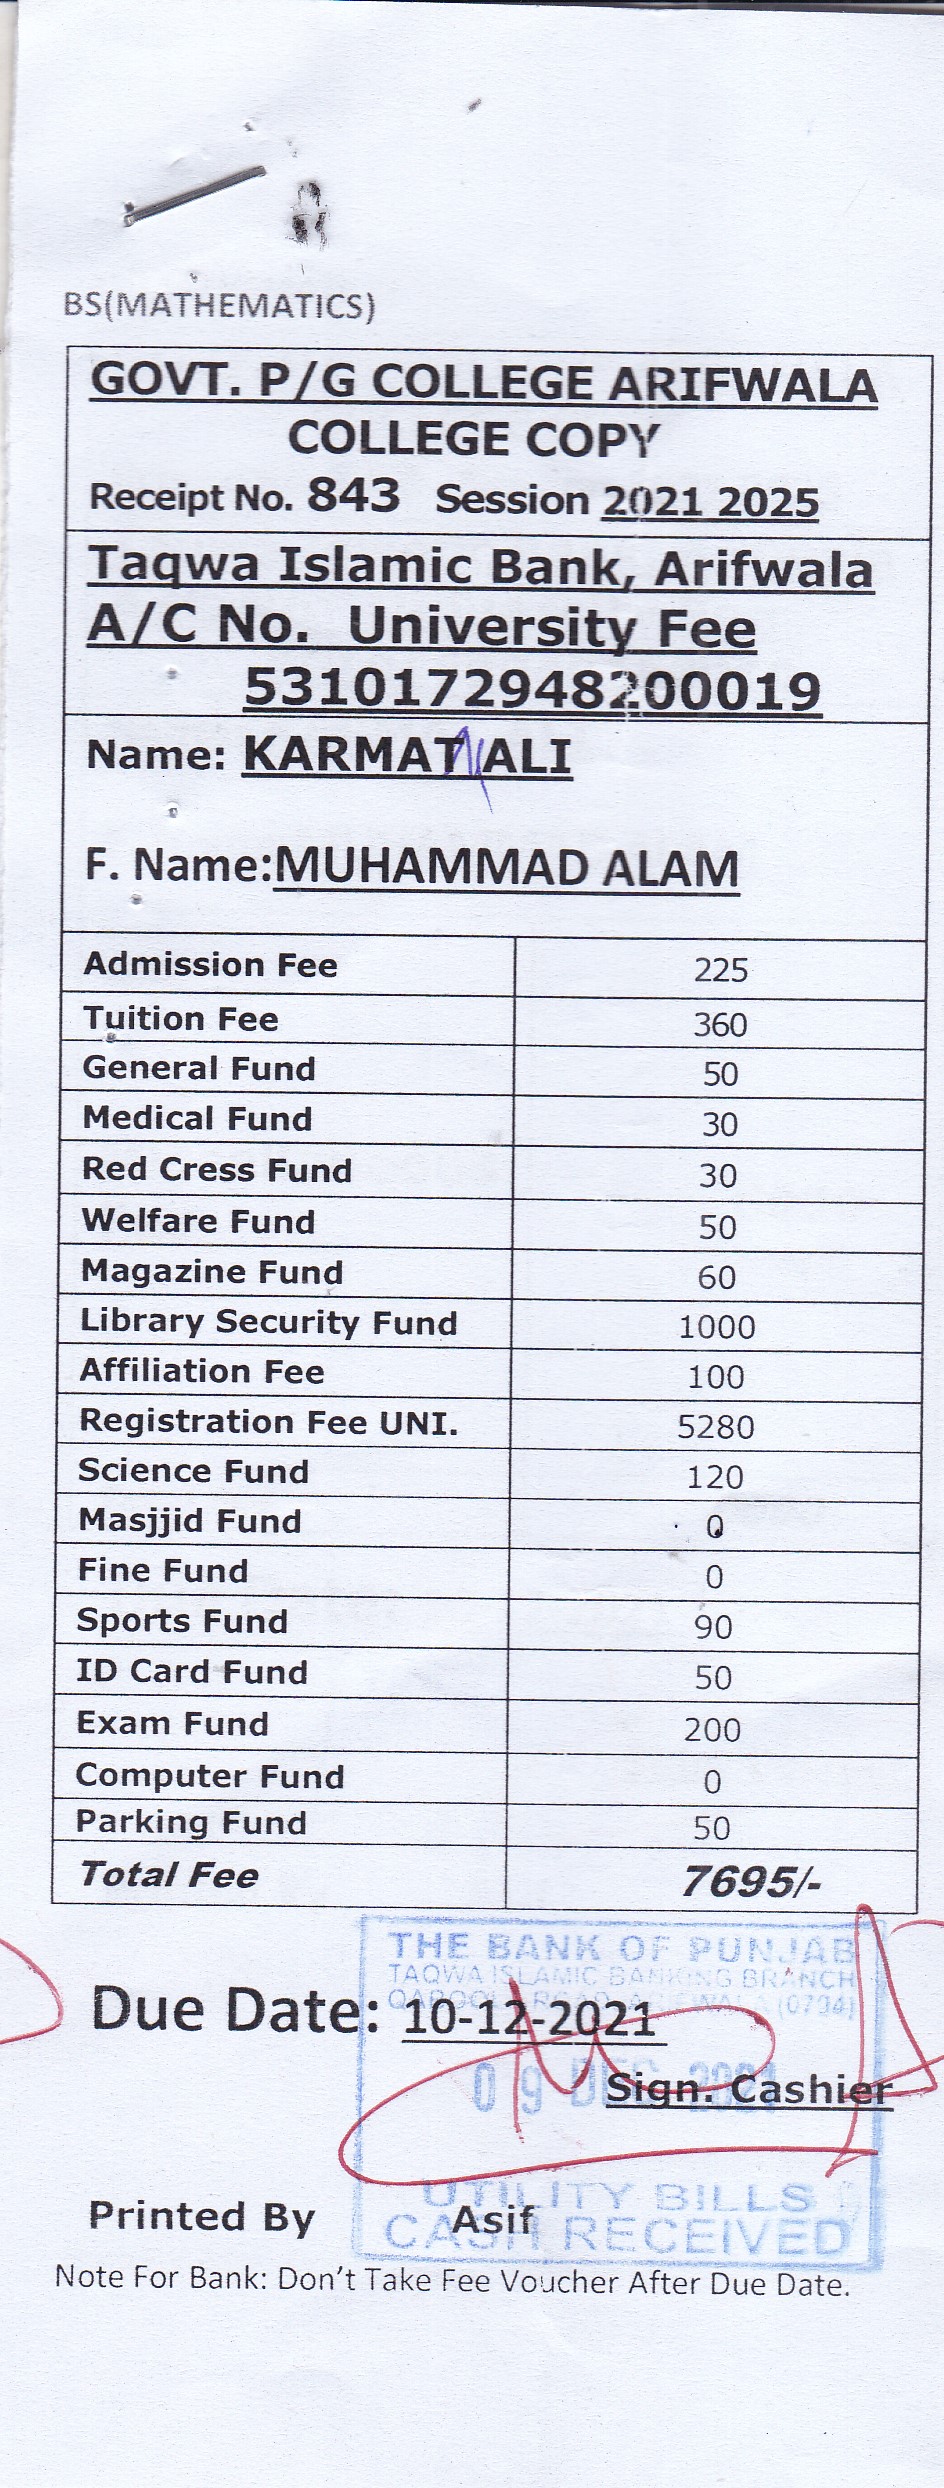 BS(MATHEMATICS)
GOVT. P/G COLLEGE ARIFWALA
COLLEGE COPY
Receipt No. 843 Session 2021 2025
Taqwa Islamic Bank, Arifwala
A/C No. University Fee
5310172948200019
Name: KARMAT ALI
F. Name:MUHAMMAD ALAM
Admission Fee 225
Tuition Fee 360
General Fund 50
Medical Fund 30
Red Cress Fund 30
Welfare Fund 50
Magazine Fund 60
Library Security Fund 1000
Affiliation Fee 100
Registration Fee UNI. 5280
Science Fund 120
Masjjid Fund 0
Fine Fund 0
Sports Fund 90
ID Card Fund 50
Exam Fund 200
Computer Fund 0
Parking Fund 50
Total Fee 7695/-
THE BANK OF PUNJAB
TAQWA ISLAMIC BANKING BRANCH
QABOOLA ROAD, ARIFWALA (0794)
Due Date: 10-12-2021
09 DEC 2021
Sign. Cashier
UTILITY BILLS
CASH RECEIVED
Printed By Asif
Note For Bank: Don't Take Fee Voucher After Due Date.